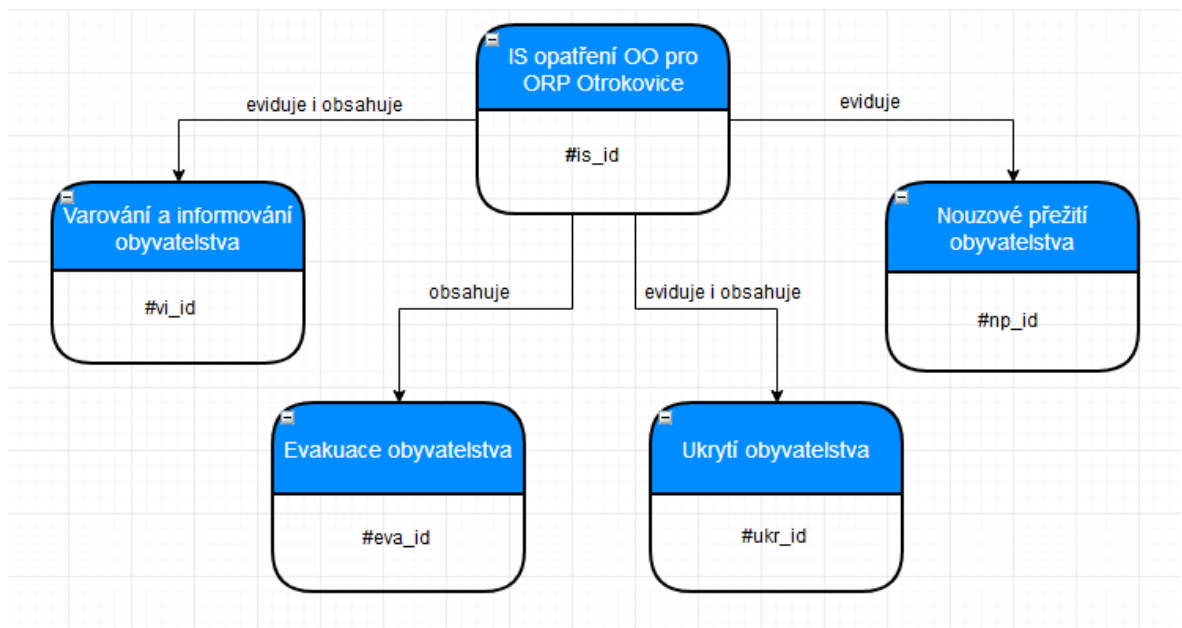 IS opatření OO pro
ORP Otrokovice
#is_id
eviduje i obsahuje
eviduje
Varování a informování
obyvatelstva
#vi_id
Nouzové přežití
obyvatelstva
#np_id
obsahuje
eviduje i obsahuje
Evakuace obyvatelstva
#eva_id
Ukrytí obyvatelstva
#ukr_id